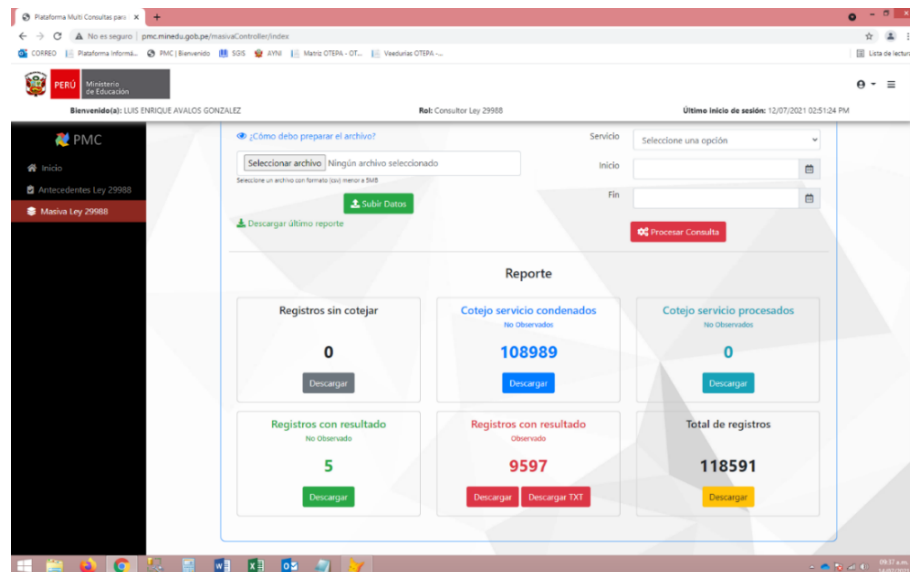 Plataforma Multi Consultas para
No es seguro | pmc.minedu.gob.pe/masivaController/index
CORREO Plataforma Informá... PMC | Bienvenido SGIS AYNI Matriz OTEPA - OT... Veedurías OTEPA -... Lista de lectura
PERÚ Ministerio de Educación
Bienvenido(a): LUIS ENRIQUE AVALOS GONZALEZ Rol: Consultor Ley 29988 Último inicio de sesión: 12/07/2021 02:51:24 PM
PMC
Inicio
Antecedentes Ley 29988
Masiva Ley 29988
¿Cómo debo preparar el archivo?
Seleccionar archivo Ningún archivo seleccionado
Seleccione un archivo con formato (csv) menor a 5MB
Subir Datos
Descargar último reporte
Servicio Seleccione una opción
Inicio
Fin
Procesar Consulta
Reporte
Registros sin cotejar
0
Descargar
Cotejo servicio condenados
No Observados
108989
Descargar
Cotejo servicio procesados
No Observados
0
Descargar
Registros con resultado
No Observado
5
Descargar
Registros con resultado
Observado
9597
Descargar Descargar TXT
Total de registros
118591
Descargar
09:17 a.m.